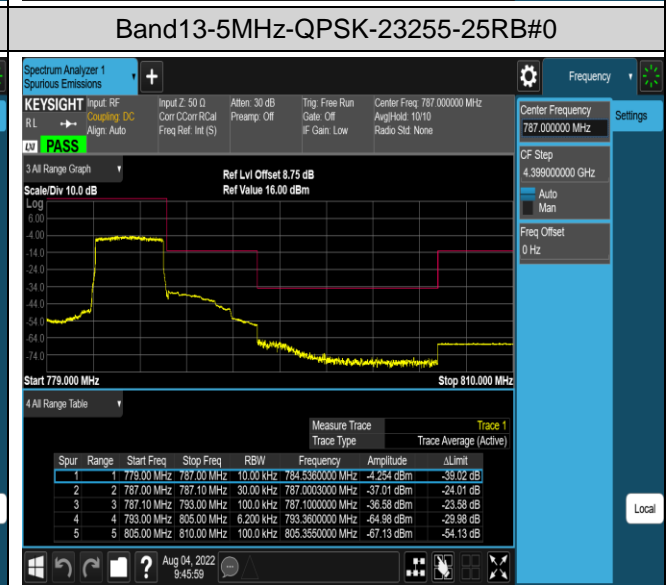 Band13-5MHz-QPSK-23255-25RB#0
Spectrum Analyzer 1
Spurious Emissions
+
Frequency
KEYSIGHT
RL
LXI
PASS
Input: RF
Coupling: DC
Align: Auto
Input Z: 50 Ω
Corr CCorr RCal
Freq Ref: Int (S)
Atten: 30 dB
Preamp: Off
Trig: Free Run
Gate: Off
IF Gain: Low
Center Freq: 787.000000 MHz
Avg|Hold: 10/10
Radio Std: None
Center Frequency
787.000000 MHz
Settings
CF Step
4.399000000 GHz
Auto
Man
Freq Offset
0 Hz
3 All Range Graph
Ref Lvl Offset 8.75 dB
Scale/Div 10.0 dB
Ref Value 16.00 dBm
Log
6.00
-4.00
-14.0
-24.0
-34.0
-44.0
-54.0
-64.0
-74.0
Start 779.000 MHz
Stop 810.000 MHz
4 All Range Table
Measure Trace Trace 1
Trace Type Trace Average (Active)
Spur Range Start Freq Stop Freq RBW Frequency Amplitude ΔLimit
1 1 779.00 MHz 787.00 MHz 10.00 kHz 784.5360000 MHz -4.254 dBm -39.02 dB
2 2 787.00 MHz 787.10 MHz 30.00 kHz 787.0003000 MHz -37.01 dBm -24.01 dB
3 3 787.10 MHz 793.00 MHz 100.0 kHz 787.1000000 MHz -36.58 dBm -23.58 dB
4 4 793.00 MHz 805.00 MHz 6.200 kHz 793.3600000 MHz -64.98 dBm -29.98 dB
5 5 805.00 MHz 810.00 MHz 100.0 kHz 805.3550000 MHz -67.13 dBm -54.13 dB
Local
?
Aug 04, 2022
9:45:59